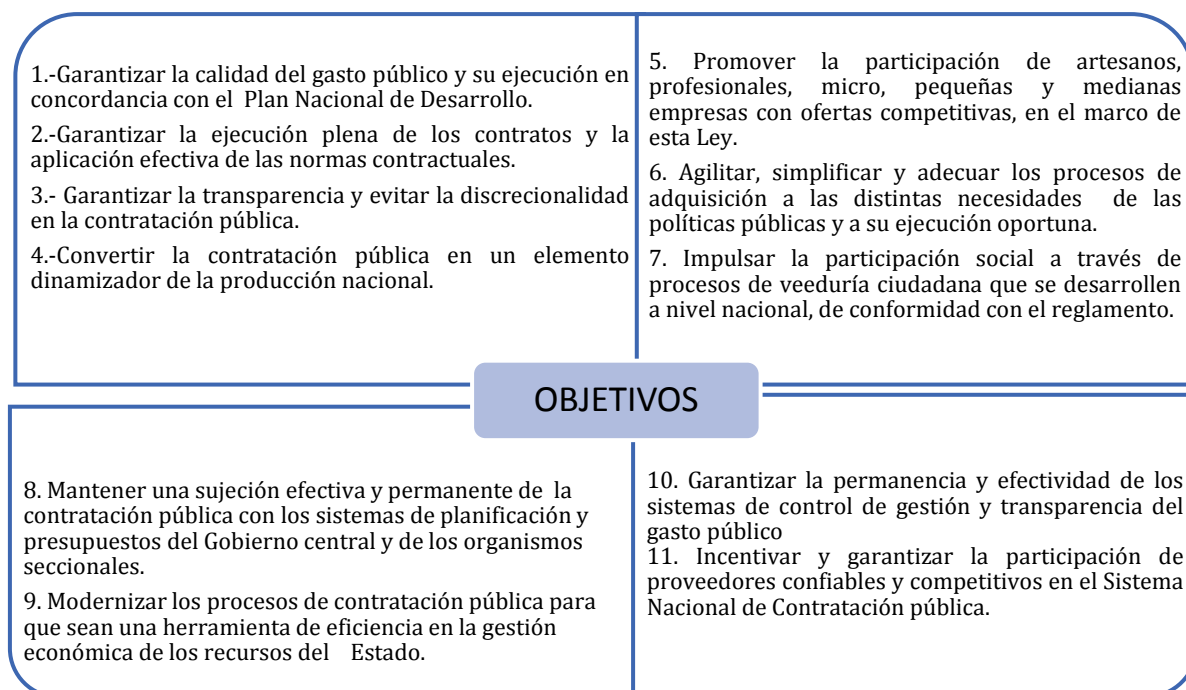 1.-Garantizar la calidad del gasto público y su ejecución en
concordancia con el Plan Nacional de Desarrollo.
2.-Garantizar la ejecución plena de los contratos y la
aplicación efectiva de las normas contractuales.
3.- Garantizar la transparencia y evitar la discrecionalidad
en la contratación pública.
4.-Convertir la contratación pública en un elemento
dinamizador de la producción nacional.
5. Promover la participación de artesanos,
profesionales, micro, pequeñas y medianas
empresas con ofertas competitivas, en el marco de
esta Ley.
6. Agilitar, simplificar y adecuar los procesos de
adquisición a las distintas necesidades de las
políticas públicas y a su ejecución oportuna.
7. Impulsar la participación social a través de
procesos de veeduría ciudadana que se desarrollen
a nivel nacional, de conformidad con el reglamento.
OBJETIVOS
8. Mantener una sujeción efectiva y permanente de la
contratación pública con los sistemas de planificación y
presupuestos del Gobierno central y de los organismos
seccionales.
9. Modernizar los procesos de contratación pública para
que sean una herramienta de eficiencia en la gestión
económica de los recursos del Estado.
10. Garantizar la permanencia y efectividad de los
sistemas de control de gestión y transparencia del
gasto público
11. Incentivar y garantizar la participación de
proveedores confiables y competitivos en el Sistema
Nacional de Contratación pública.